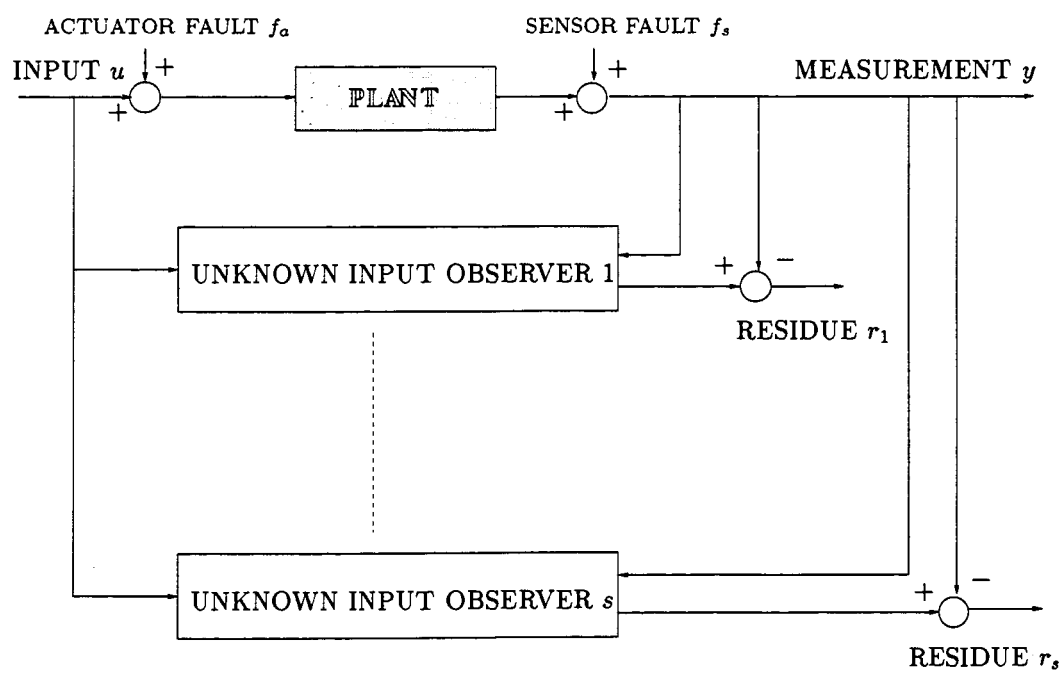 ACTUATOR FAULT f_a
SENSOR FAULT f_s
INPUT u
+
+
MEASUREMENT y
PLANT
+
+
UNKNOWN INPUT OBSERVER 1
+
−
RESIDUE r_1
UNKNOWN INPUT OBSERVER s
+
−
RESIDUE r_s